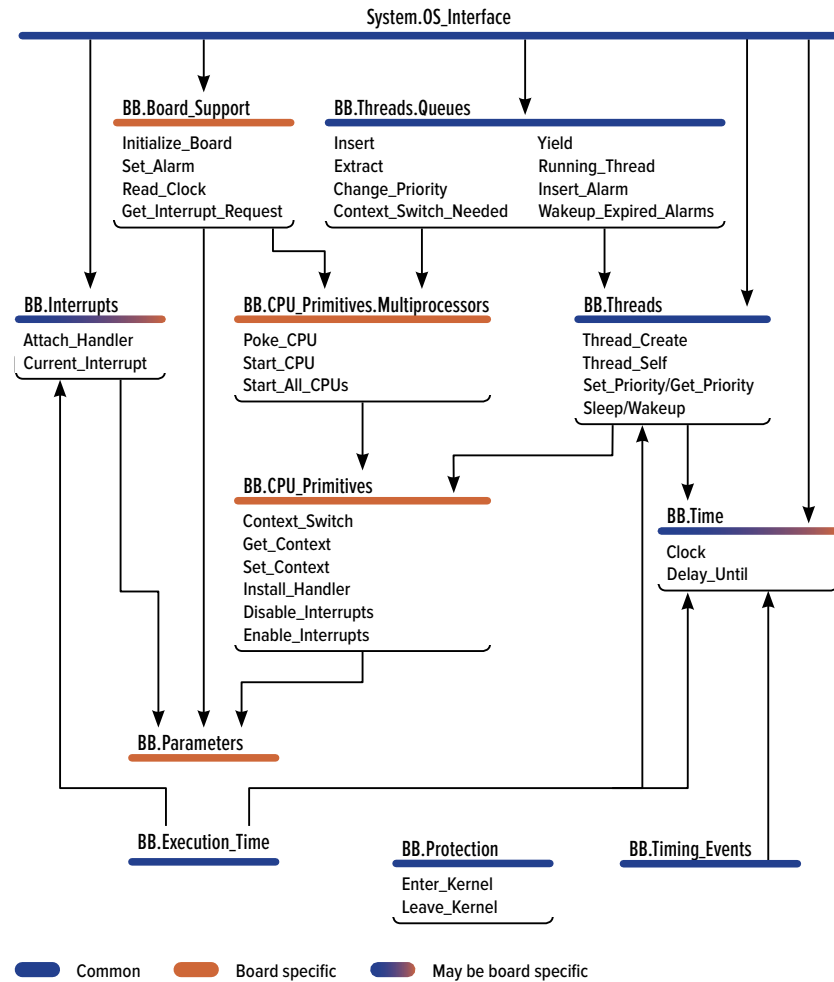 System.OS_Interface
BB.Board_Support
Initialize_Board
Set_Alarm
Read_Clock
Get_Interrupt_Request
BB.Threads.Queues
Insert
Extract
Change_Priority
Context_Switch_Needed
Yield
Running_Thread
Insert_Alarm
Wakeup_Expired_Alarms
BB.Interrupts
Attach_Handler
Current_Interrupt
BB.CPU_Primitives.Multiprocessors
Poke_CPU
Start_CPU
Start_All_CPUs
BB.Threads
Thread_Create
Thread_Self
Set_Priority/Get_Priority
Sleep/Wakeup
BB.CPU_Primitives
Context_Switch
Get_Context
Set_Context
Install_Handler
Disable_Interrupts
Enable_Interrupts
BB.Time
Clock
Delay_Until
BB.Parameters
BB.Execution_Time
BB.Protection
Enter_Kernel
Leave_Kernel
BB.Timing_Events
Common
Board specific
May be board specific